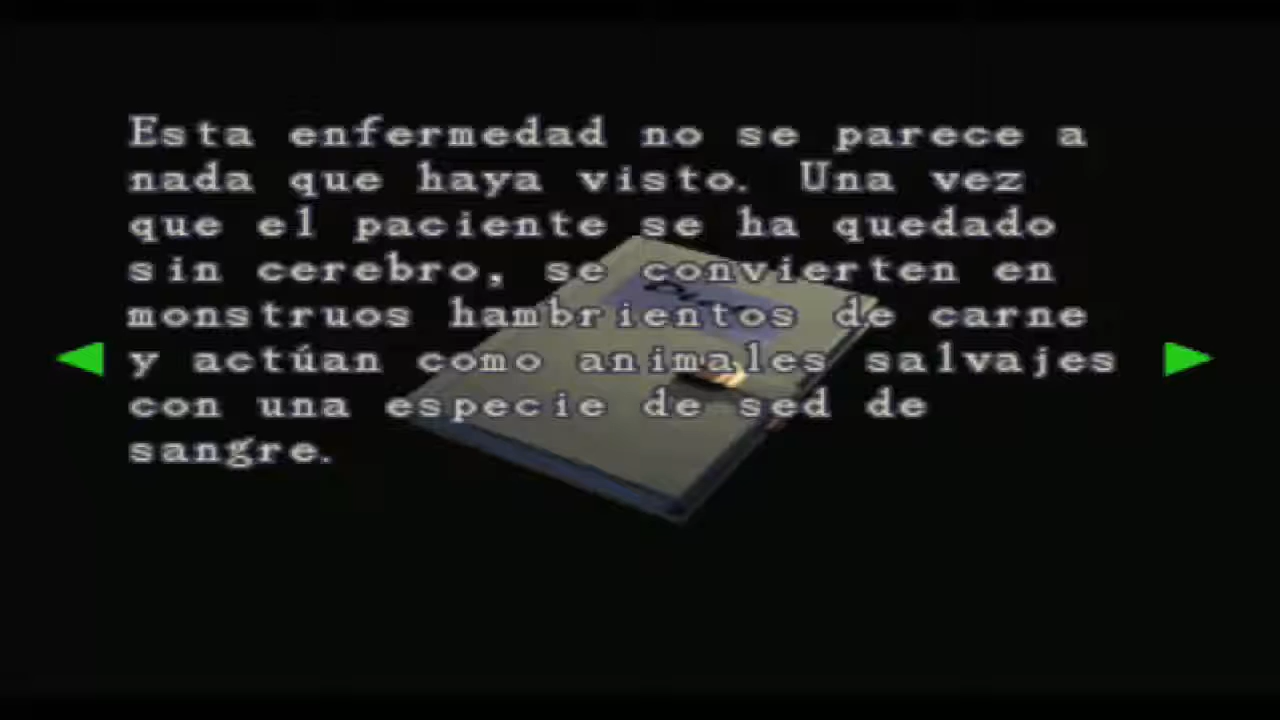 Esta enfermedad no se parece a
nada que haya visto. Una vez
que el paciente se ha quedado
sin cerebro, se convierten en
monstruos hambrientos de carne
y actúan como animales salvajes
con una especie de sed de
sangre.